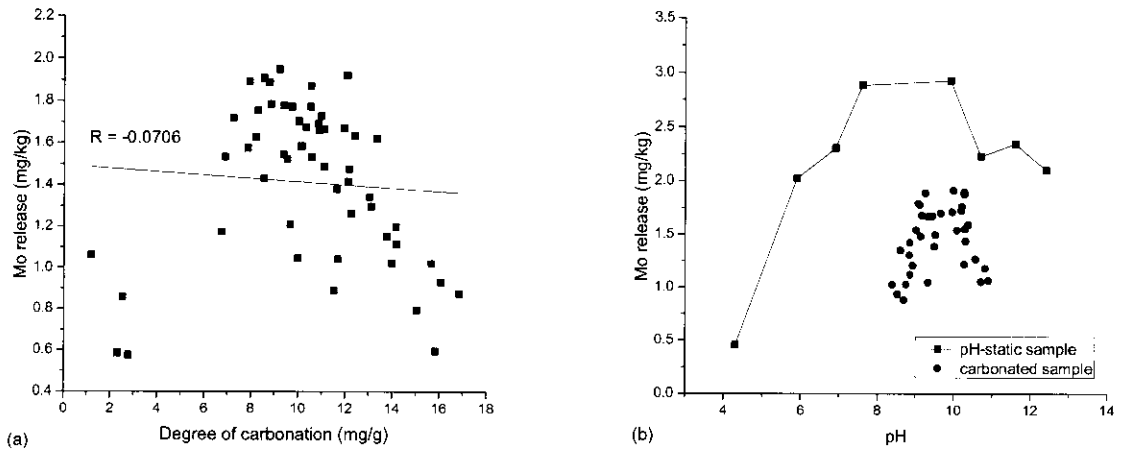 2.2
2.0
1.8
1.6
1.4
1.2
1.0
0.8
0.6
0.4
Mo release (mg/kg)
R = -0.0706
0 2 4 6 8 10 12 14 16 18
Degree of carbonation (mg/g)
(a)
3.5
3.0
2.5
2.0
1.5
1.0
0.5
0.0
Mo release (mg/kg)
pH-static sample
carbonated sample
4 6 8 10 12 14
pH
(b)